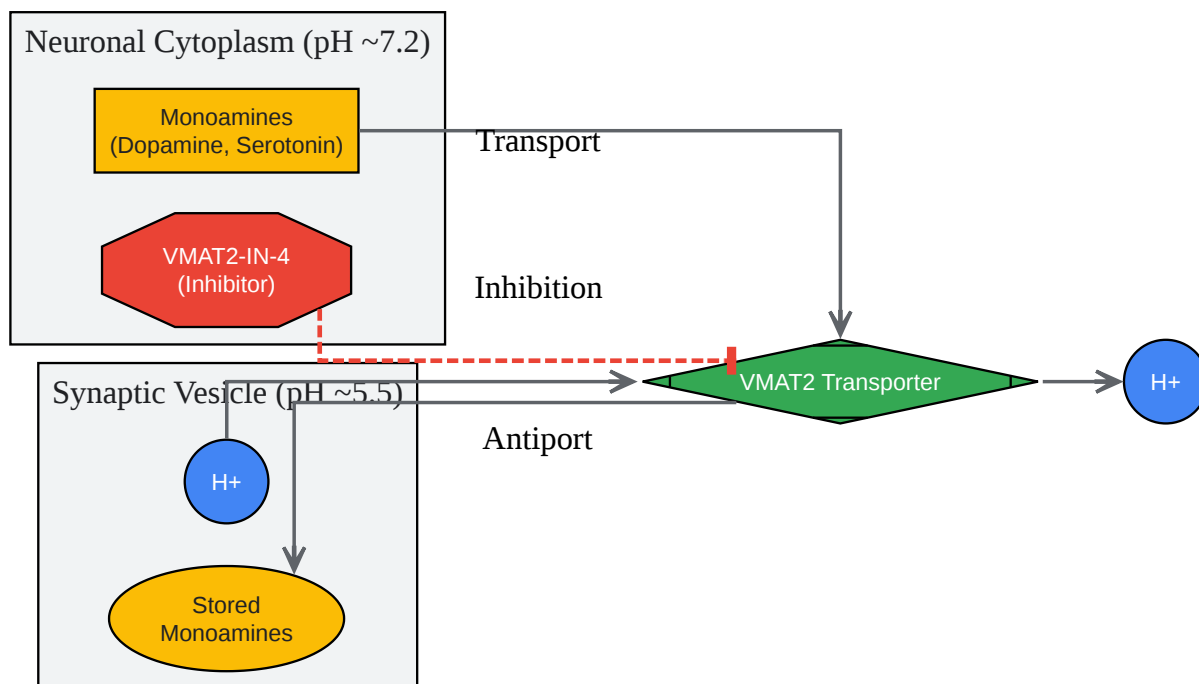 Neuronal Cytoplasm (pH ~7.2)
Monoamines
(Dopamine, Serotonin)
Transport
VMAT2-IN-4
(Inhibitor)
Inhibition
VMAT2 Transporter
H+
Synaptic Vesicle (pH ~5.5)
Antiport
H+
Stored
Monoamines